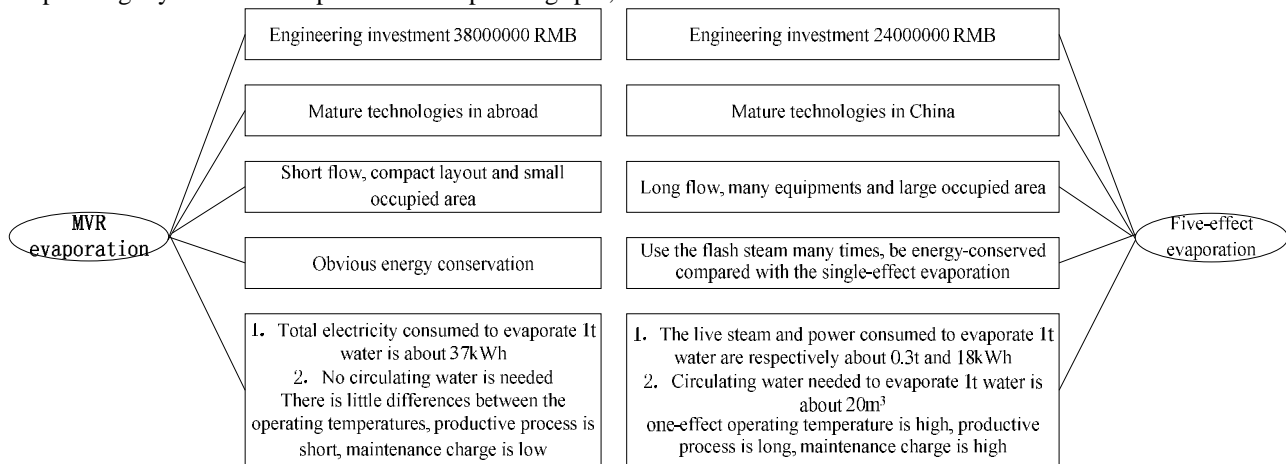 Engineering investment 38000000 RMB
Mature technologies in abroad
Short flow, compact layout and small
occupied area
MVR
evaporation
Obvious energy conservation
1. Total electricity consumed to evaporate 1t
water is about 37kWh
2. No circulating water is needed
There is little differences between the
operating temperatures, productive process is
short, maintenance charge is low
Engineering investment 24000000 RMB
Mature technologies in China
Long flow, many equipments and large occupied area
Use the flash steam many times, be energy-conserved
compared with the single-effect evaporation
1. The live steam and power consumed to evaporate 1t
water are respectively about 0.3t and 18kWh
2. Circulating water needed to evaporate 1t water is
about 20m³
one-effect operating temperature is high, productive
process is long, maintenance charge is high
Five-effect
evaporation